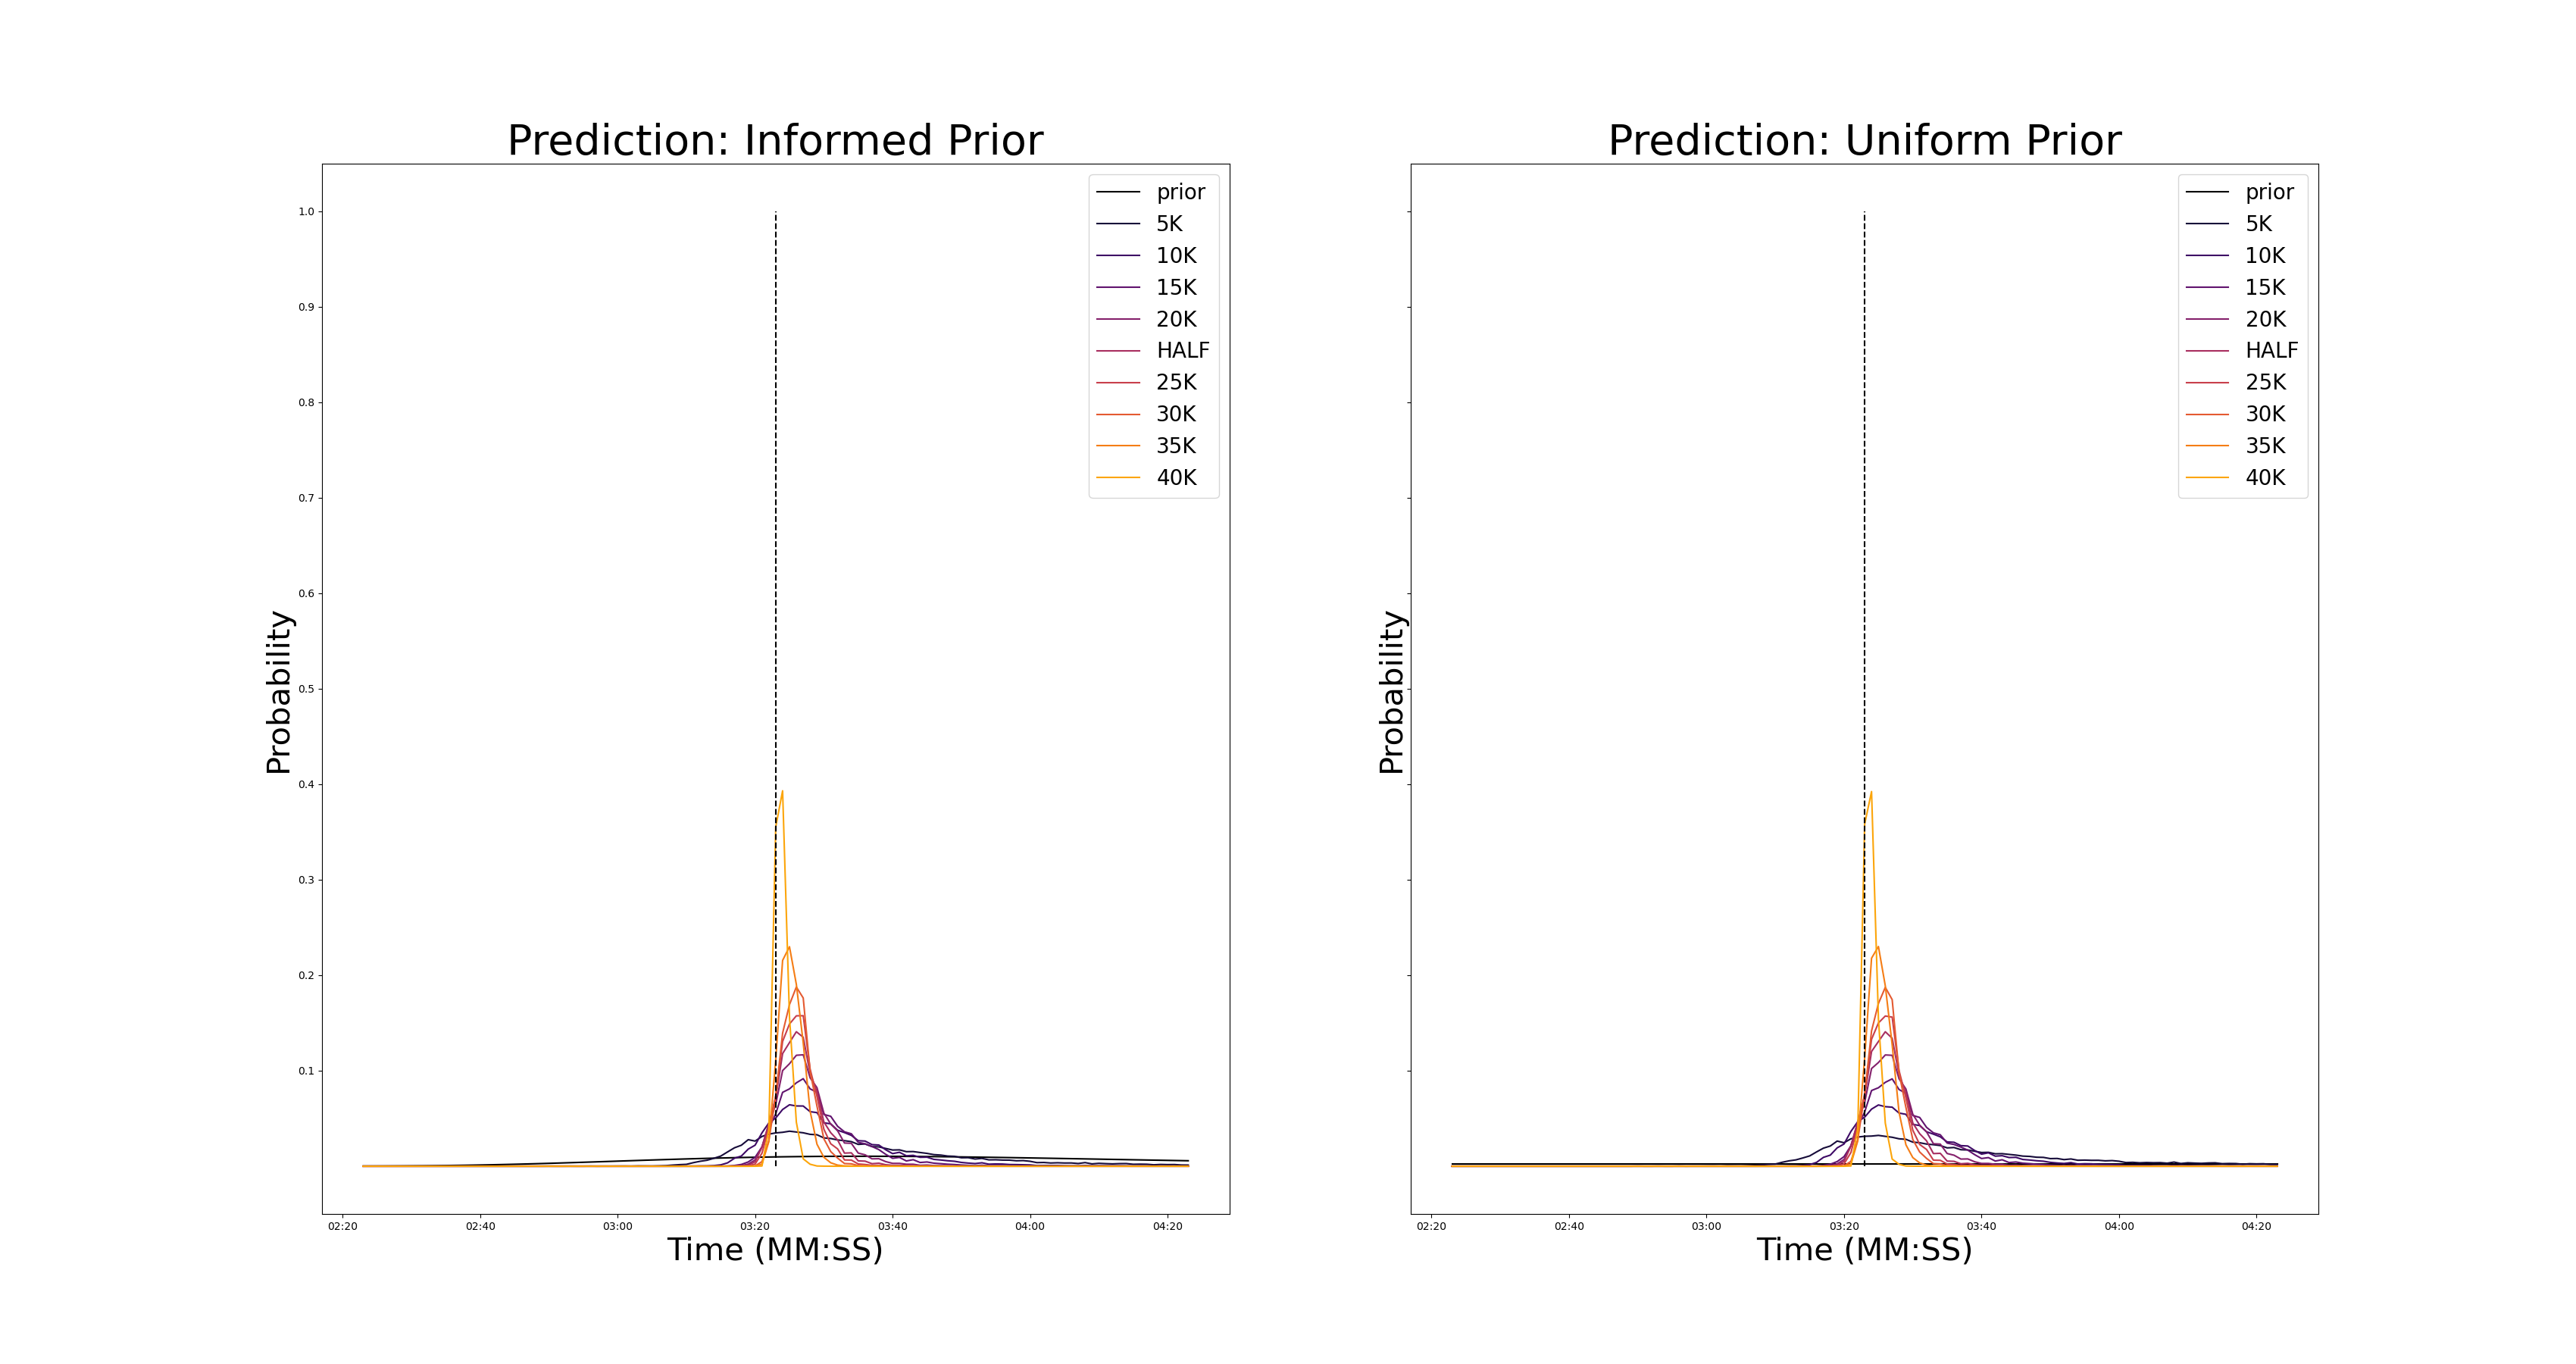 Prediction: Informed Prior
1.0
0.9
0.8
0.7
0.6
0.5
0.4
0.3
0.2
0.1
Probability
prior
5K
10K
15K
20K
HALF
25K
30K
35K
40K
02:20 02:40 03:00 03:20 03:40 04:00 04:20
Time (MM:SS)
Prediction: Uniform Prior
Probability
prior
5K
10K
15K
20K
HALF
25K
30K
35K
40K
02:20 02:40 03:00 03:20 03:40 04:00 04:20
Time (MM:SS)